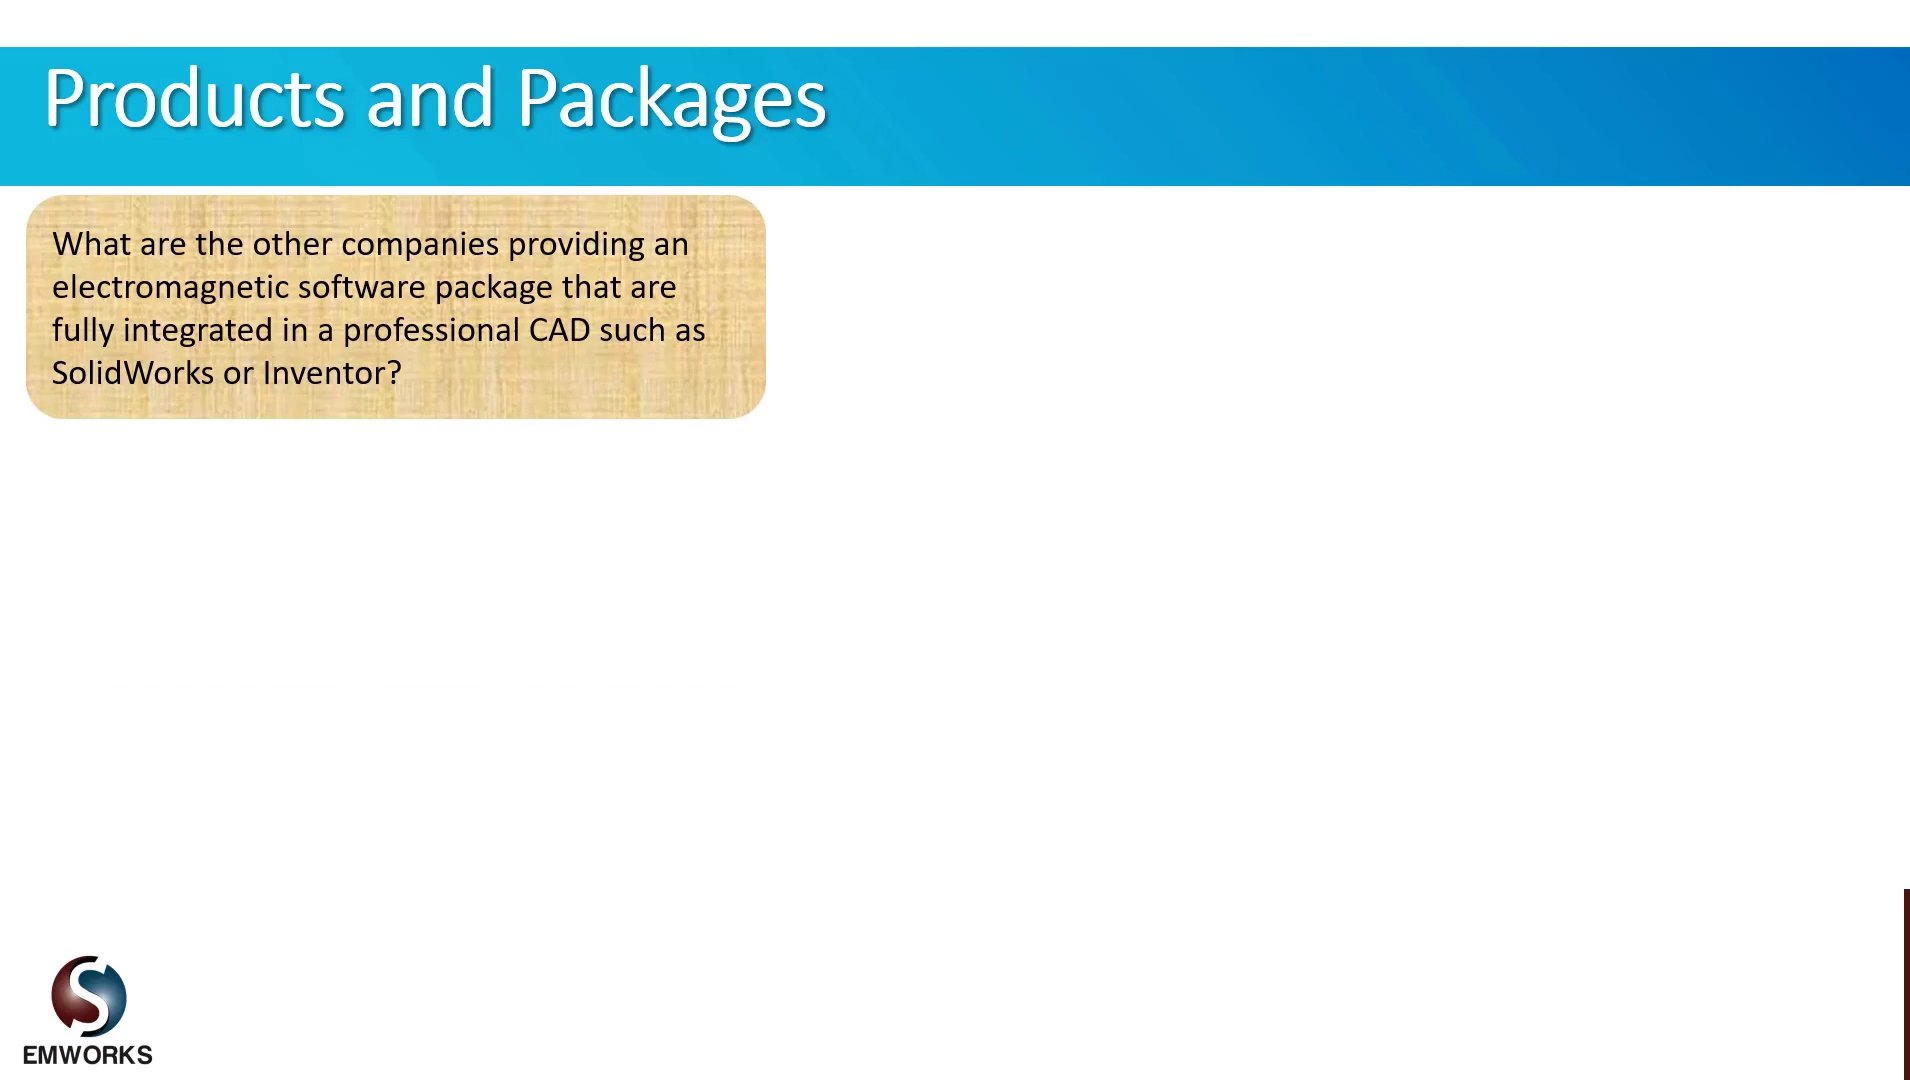 Products and Packages
What are the other companies providing an
electromagnetic software package that are
fully integrated in a professional CAD such as
SolidWorks or Inventor?
S
EMWORKS